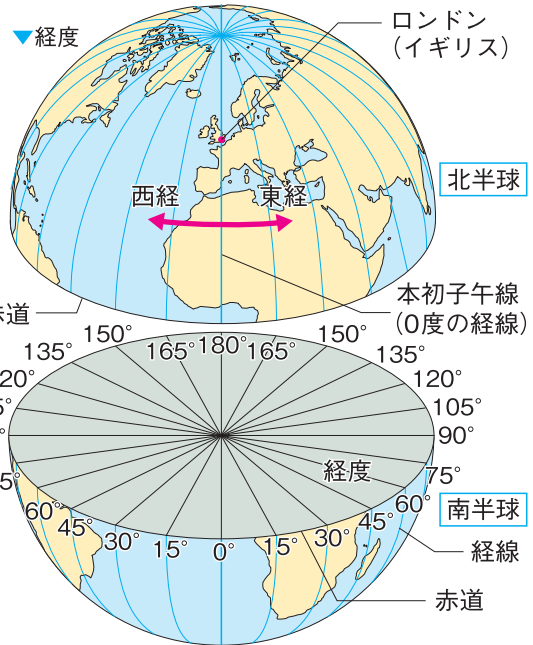 ▼経度
ロンドン
(イギリス)
北半球
西経
東経
本初子午線
(0度の経線)
赤道
180°
165°
165°
150°
150°
135°
135°
120°
105°
90°
75°
60°
60°
45°
45°
30°
30°
15°
15°
0°
経度
南半球
経線
赤道